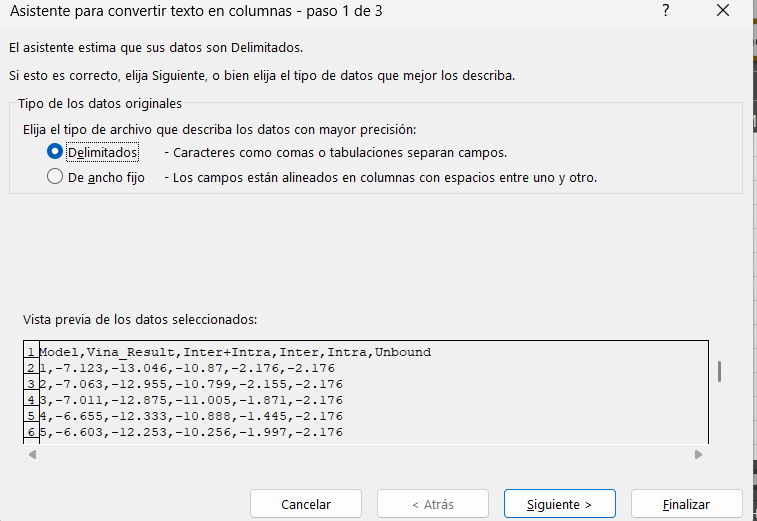 Asistente para convertir texto en columnas - paso 1 de 3 ?
El asistente estima que sus datos son Delimitados.
Si esto es correcto, elija Siguiente, o bien elija el tipo de datos que mejor los describa.
Tipo de los datos originales
Elija el tipo de archivo que describa los datos con mayor precisión:
Delimitados - Caracteres como comas o tabulaciones separan campos.
De ancho fijo - Los campos están alineados en columnas con espacios entre uno y otro.
Vista previa de los datos seleccionados:
1 Model,Vina_Result,Inter+Intra,Inter,Intra,Unbound
2 1,-7.123,-13.046,-10.87,-2.176,-2.176
3 2,-7.063,-12.955,-10.799,-2.155,-2.176
4 3,-7.011,-12.875,-11.005,-1.871,-2.176
5 4,-6.655,-12.333,-10.888,-1.445,-2.176
6 5,-6.603,-12.253,-10.256,-1.997,-2.176
Cancelar < Atrás Siguiente > Finalizar